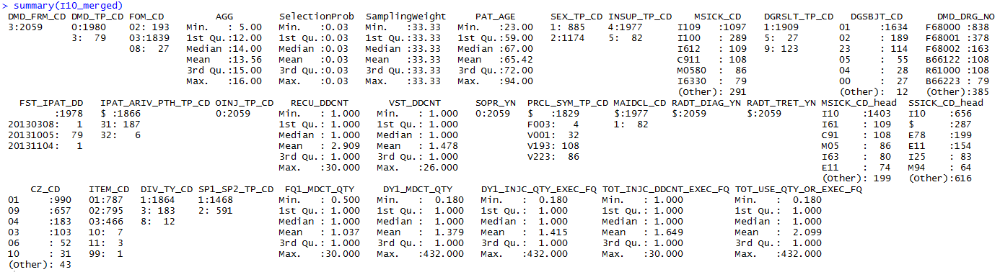 > summary(I10_merged)
DMD_FRM_CD DMD_TP_CD FOM_CD AGG SelectionProb SamplingWeight PAT_AGE SEX_TP_CD INSUP_TP_CD MSICK_CD DGRSLT_TP_CD DGSBJT_CD DMD_DRG_NO
3:2059 0:1980 02: 193 Min. : 5.00 Min. :0.03 Min. :33.33 Min. :23.00 1: 885 4:1977 I109 :1097 1:1909 01 :1634 F68000 :838
3: 79 03:1839 1st Qu.:12.00 1st Qu.:0.03 1st Qu.:33.33 1st Qu.:59.00 2:1174 5: 82 I100 : 289 5: 27 02 : 189 F68001 :378
08: 27 Median :14.00 Median :0.03 Median :33.33 Median :67.00 I612 : 109 9: 123 23 : 114 F68002 :163
Mean :13.56 Mean :0.03 Mean :33.33 Mean :65.42 C911 : 108 05 : 55 B66122 :108
3rd Qu.:15.00 3rd Qu.:0.03 3rd Qu.:33.33 3rd Qu.:72.00 M0580 : 86 04 : 28 R61000 :108
Max. :16.00 Max. :0.03 Max. :33.33 Max. :94.00 I6330 : 79 00 : 27 B66223 : 79
(Other): 291 (Other): 12 (Other):385
FST_IPAT_DD IPAT_ARIV_PTH_TP_CD OINJ_TP_CD RECU_DDCNT VST_DDCNT SOPR_YN PRCL_SYM_TP_CD MAIDCL_CD RADT_DIAG_YN RADT_TRET_YN MSICK_CD_head SSICK_CD_head
:1978 $ :1866 0:2059 Min. : 1.000 Min. : 1.000 0:2059 $ :1829 $:1977 $:2059 $:2059 I10 :1403 I10 :656
20130308: 1 31: 187 1st Qu.: 1.000 1st Qu.: 1.000 F003: 4 1: 82 I61 : 109 $ :287
20131005: 79 32: 6 Median : 1.000 Median : 1.000 V001: 32 C91 : 108 E78 :199
20131104: 1 Mean : 2.909 Mean : 1.478 V193: 108 M05 : 86 E11 :154
3rd Qu.: 1.000 3rd Qu.: 1.000 V223: 86 I63 : 80 I25 : 83
Max. :30.000 Max. :26.000 E11 : 74 M94 : 64
(Other): 199 (Other):616
CZ_CD ITEM_CD DIV_TY_CD SP1_SP2_TP_CD FQ1_MDCT_QTY DY1_MDCT_QTY DY1_INJC_QTY_EXEC_FQ TOT_INJC_DDCNT_EXEC_FQ TOT_USE_QTY_OR_EXEC_FQ
01 :990 01:787 1:1864 1:1468 Min. : 0.500 Min. : 0.180 Min. : 0.180 Min. : 1.000 Min. : 0.180
09 :657 02:795 3: 183 2: 591 1st Qu.: 1.000 1st Qu.: 1.000 1st Qu.: 1.000 1st Qu.: 1.000 1st Qu.: 1.000
04 :183 03:466 8: 12 Median : 1.000 Median : 1.000 Median : 1.000 Median : 1.000 Median : 1.000
03 :103 10: 7 Mean : 1.037 Mean : 1.379 Mean : 1.415 Mean : 1.649 Mean : 2.099
06 : 52 11: 3 3rd Qu.: 1.000 3rd Qu.: 1.000 3rd Qu.: 1.000 3rd Qu.: 1.000 3rd Qu.: 1.000
10 : 31 99: 1 Max. :30.000 Max. :432.000 Max. :432.000 Max. :30.000 Max. :432.000
(Other): 43